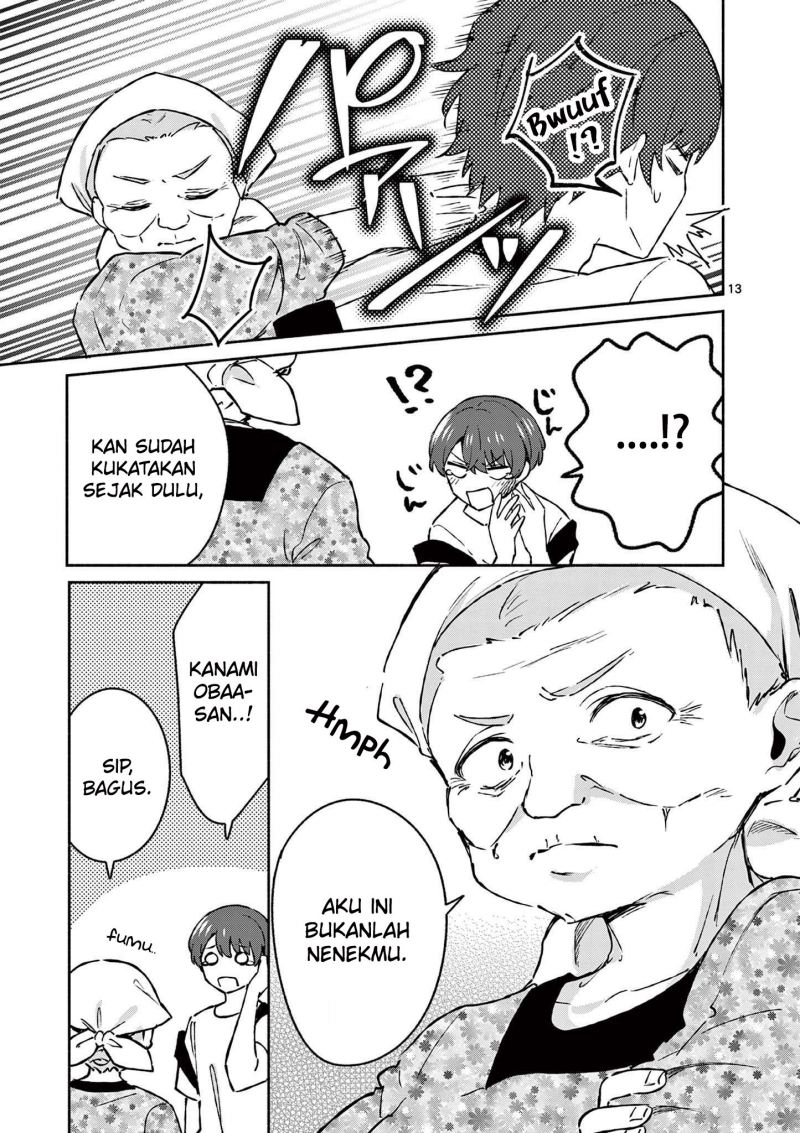 パァンッ
Bwuuf
!?
13
....!?
!?
じん
じん
KAN SUDAH
KUKATAKAN
SEJAK DULU,
AKU INI
BUKANLAH
NENEKMU.
HMPH
KANAMI
OBAA-
SAN..!
SIP,
BAGUS.
fumu..